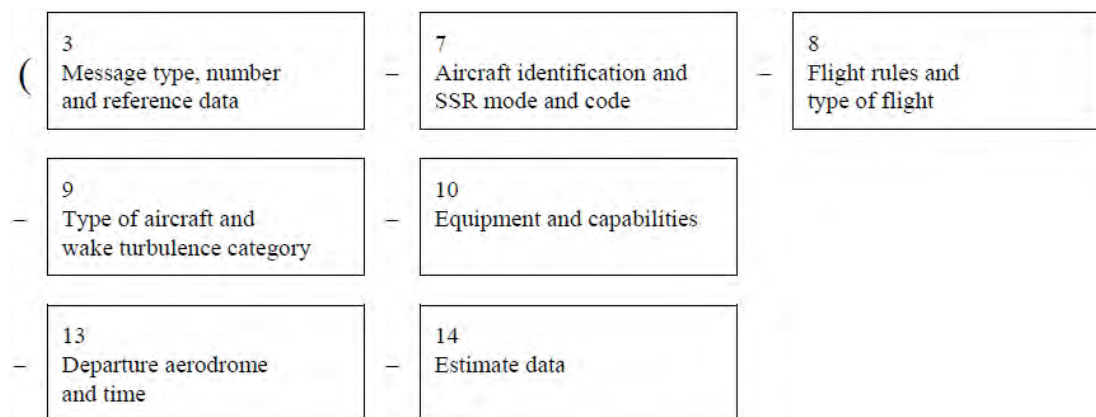 3
Message type, number
and reference data
7
Aircraft identification and
SSR mode and code
8
Flight rules and
type of flight
( – –
9
Type of aircraft and
wake turbulence category
10
Equipment and capabilities
– –
13
Departure aerodrome
and time
14
Estimate data
– –